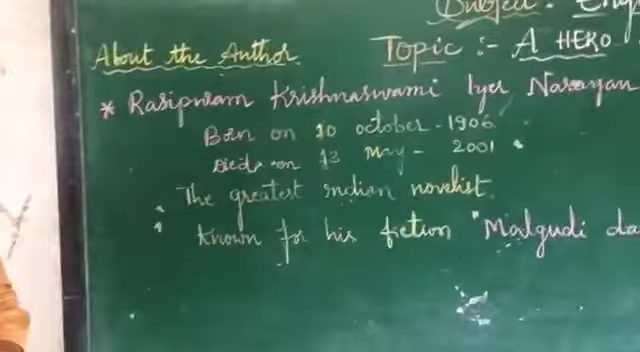 Subject :- Eng
About the Author. Topic :- A HERO
* Rasipuram Krishnaswami Iyer Narayan
Born on 10 october - 1906
Died on 13 May - 2001
The greatest indian novelist.
Known for his fiction "Malgudi da